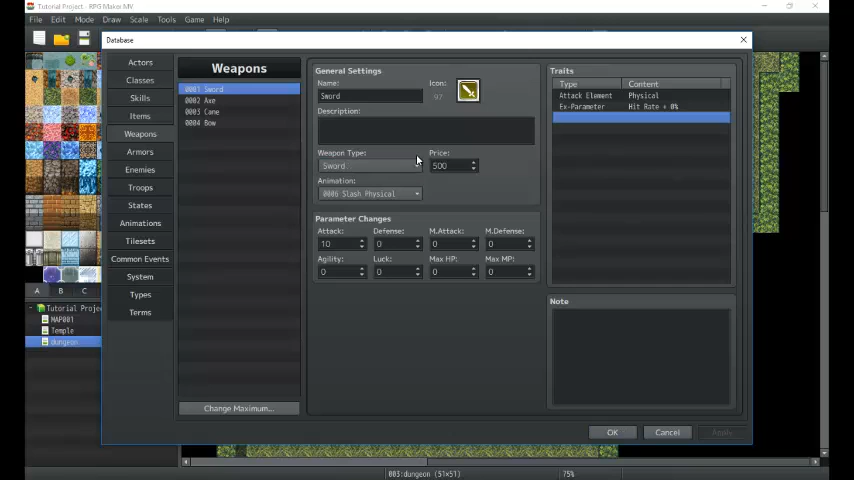 Tutorial Project - RPG Maker MV
File Edit Mode Draw Scale Tools Game Help
Database
Actors
Classes
Skills
Items
Weapons
Armors
Enemies
Troops
States
Animations
Tilesets
Common Events
System
Types
Terms
Weapons
0001 Sword
0002 Axe
0003 Cane
0004 Bow
Change Maximum...
General Settings
Name:
Sword
Icon:
97
Description:
Weapon Type:
Sword
Price:
500
Animation:
0006 Slash Physical
Parameter Changes
Attack: Defense: M.Attack: M.Defense:
10 0 0 0
Agility: Luck: Max HP: Max MP:
0 0 0 0
Traits
Type Content
Attack Element Physical
Ex-Parameter Hit Rate + 0%
Note
OK Cancel Apply
A B C
Tutorial Proje
MAP001
Temple
dungeon
003:dungeon (51x51) 75%